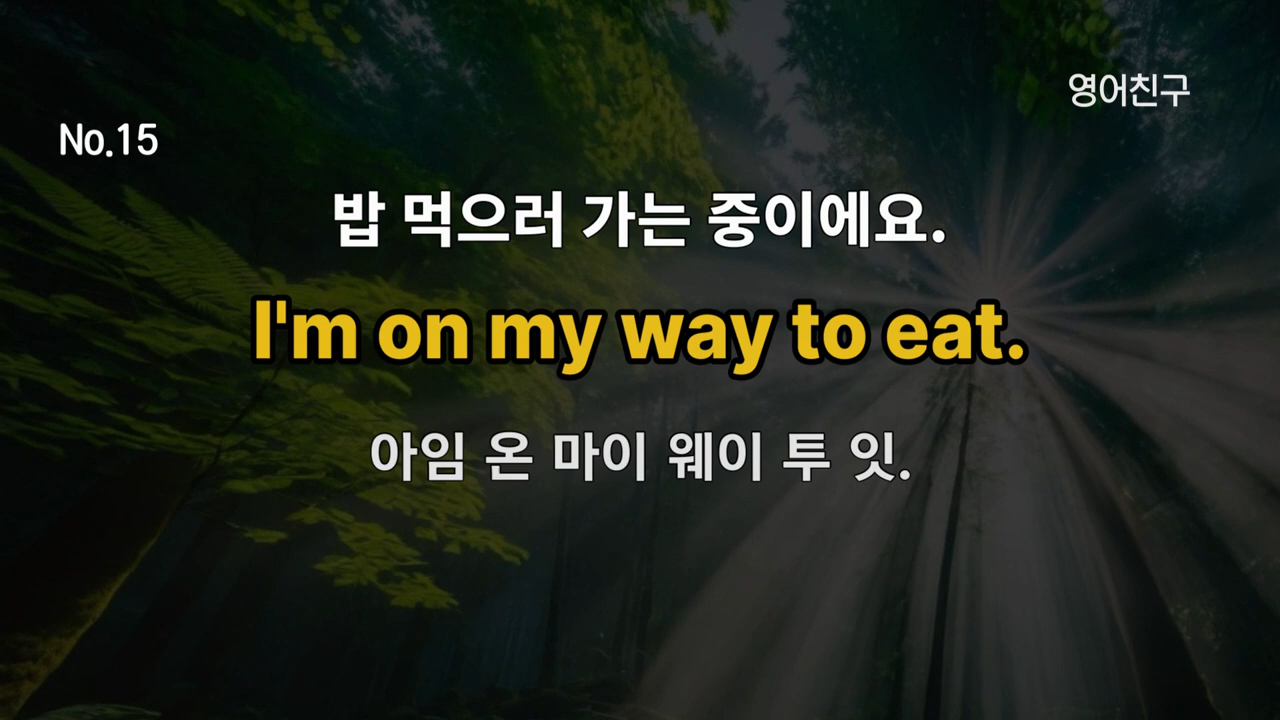 영어친구
No.15
밥 먹으러 가는 중이에요.
I'm on my way to eat.
아임 온 마이 웨이 투 잇.